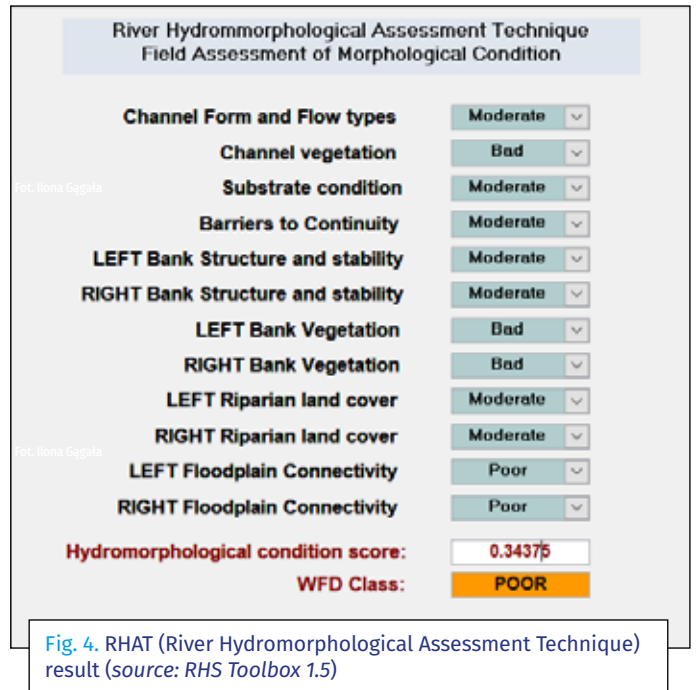 River Hydrommorphological Assessment Technique
Field Assessment of Morphological Condition
Channel Form and Flow types Moderate
Channel vegetation Bad
Fot. Ilona Gągała
Substrate condition Moderate
Barriers to Continuity Moderate
LEFT Bank Structure and stability Moderate
RIGHT Bank Structure and stability Moderate
LEFT Bank Vegetation Bad
RIGHT Bank Vegetation Bad
LEFT Riparian land cover Moderate
RIGHT Riparian land cover Moderate
Fot. Ilona Gągała
LEFT Floodplain Connectivity Poor
RIGHT Floodplain Connectivity Poor
Hydromorphological condition score: 0.34375
WFD Class: POOR
Fig. 4. RHAT (River Hydromorphological Assessment Technique)
result (source: RHS Toolbox 1.5)